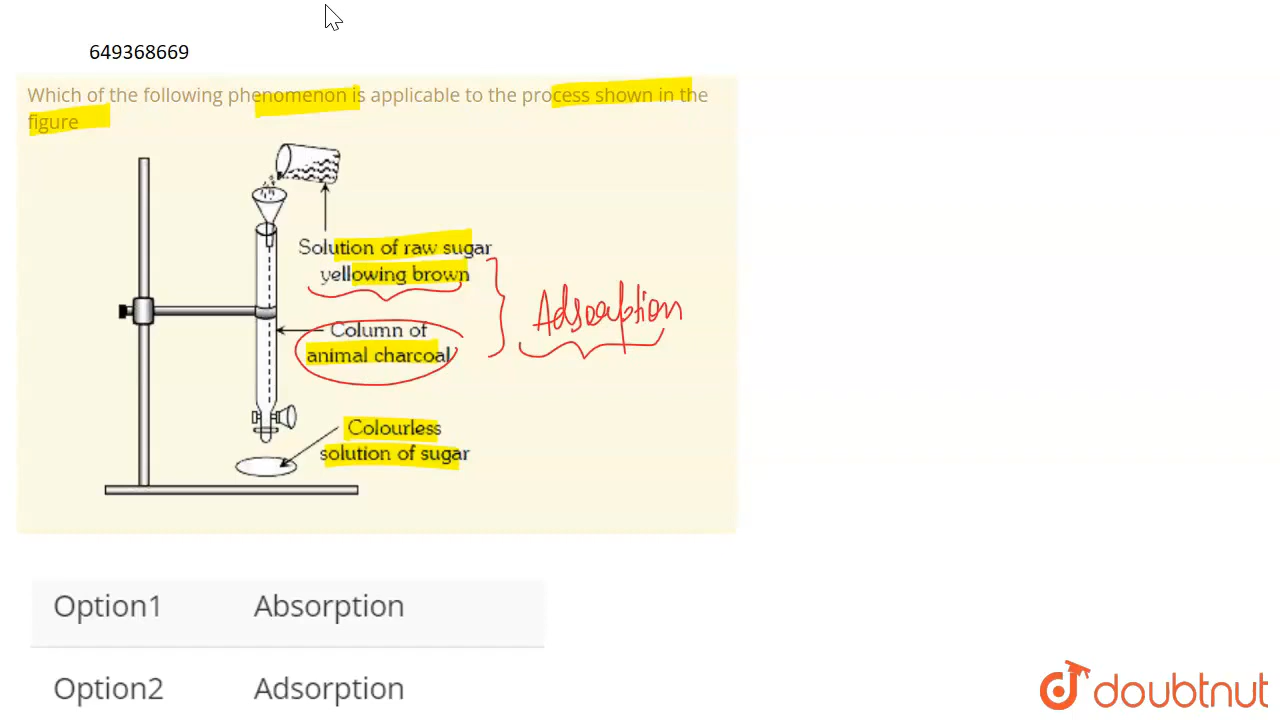 649368669
Which of the following phenomenon is applicable to the process shown in the
figure
Solution of raw sugar
yellowing brown
Adsorption
Column of
animal charcoal
Colourless
solution of sugar
Option1 Absorption
Option2 Adsorption
doubtnut